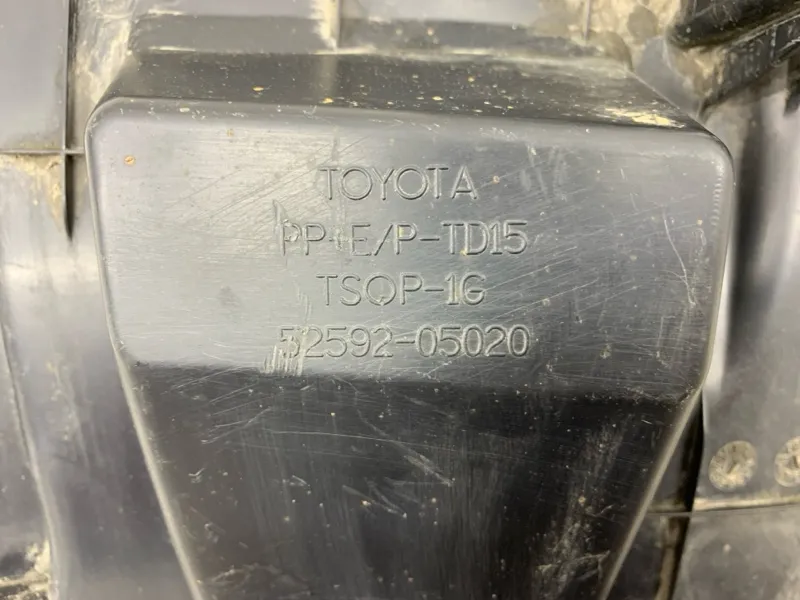 TOYOTA
PP+E/P-TD15
TSOP-1G
52592-05020